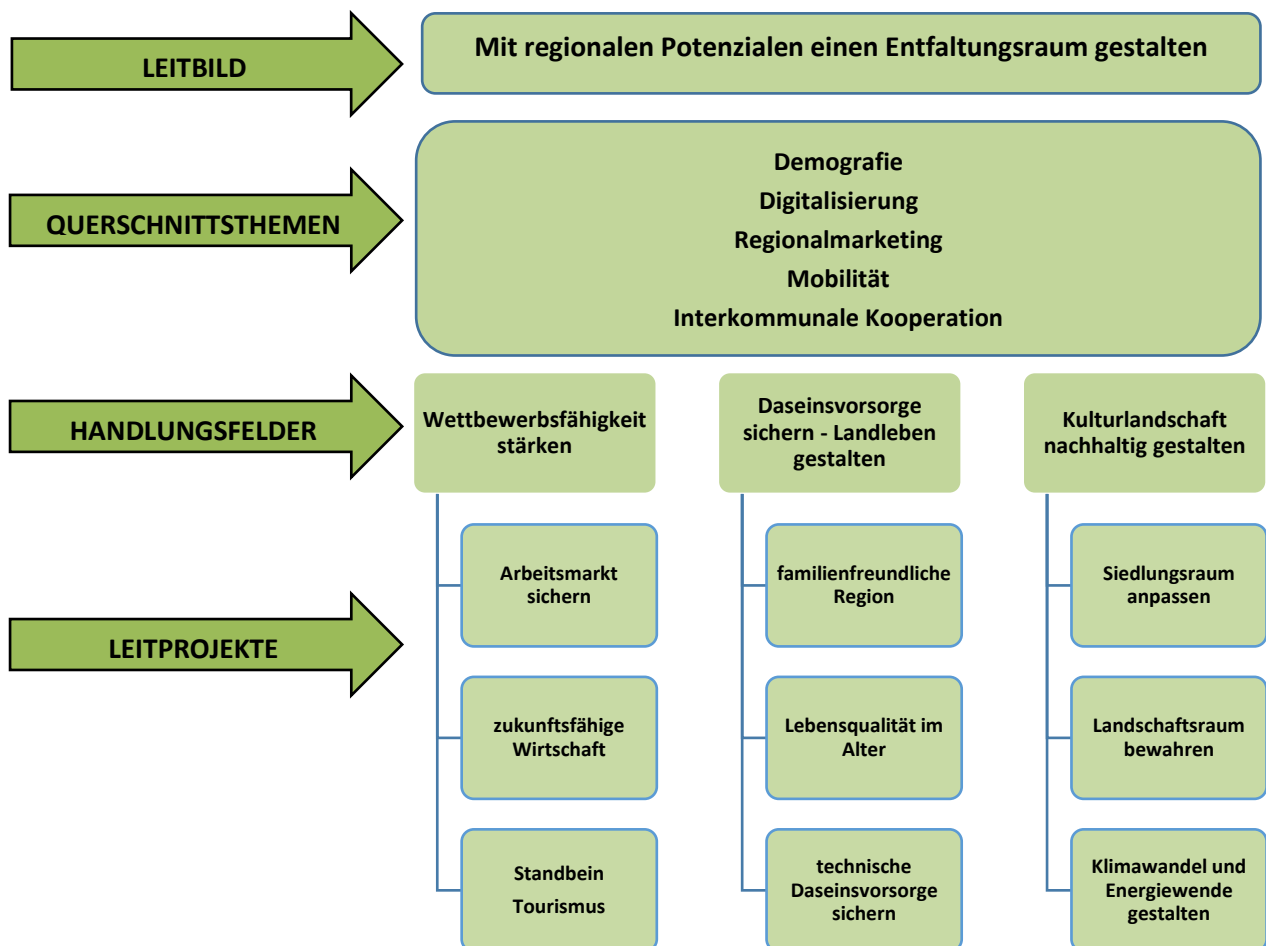 LEITBILD
Mit regionalen Potenzialen einen Entfaltungsraum gestalten
QUERSCHNITTSTHEMEN
Demografie
Digitalisierung
Regionalmarketing
Mobilität
Interkommunale Kooperation
HANDLUNGSFELDER
Wettbewerbsfähigkeit
stärken
Daseinsvorsorge
sichern - Landleben
gestalten
Kulturlandschaft
nachhaltig gestalten
LEITPROJEKTE
Arbeitsmarkt
sichern
familienfreundliche
Region
Siedlungsraum
anpassen
zukunftsfähige
Wirtschaft
Lebensqualität im
Alter
Landschaftsraum
bewahren
Standbein
Tourismus
technische
Daseinsvorsorge
sichern
Klimawandel und
Energiewende
gestalten